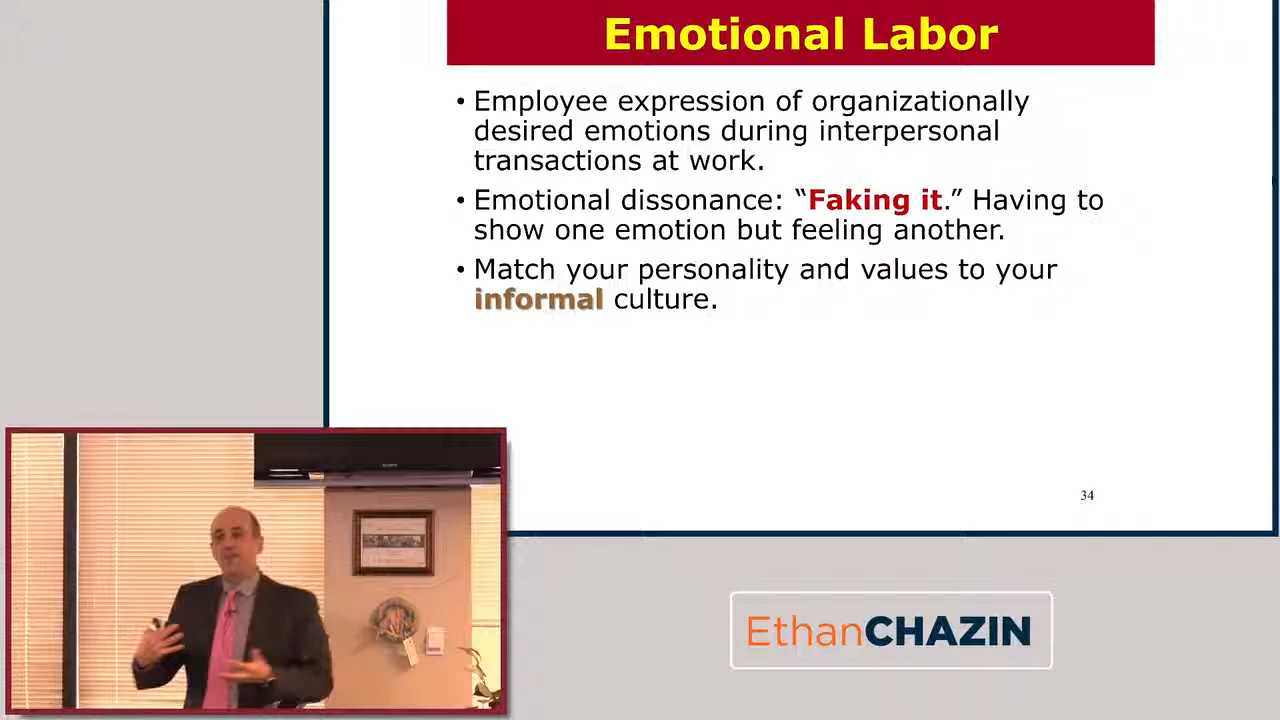 Emotional Labor
• Employee expression of organizationally
desired emotions during interpersonal
transactions at work.
• Emotional dissonance: “Faking it.” Having to
show one emotion but feeling another.
• Match your personality and values to your
informal culture.
34
EthanCHAZIN